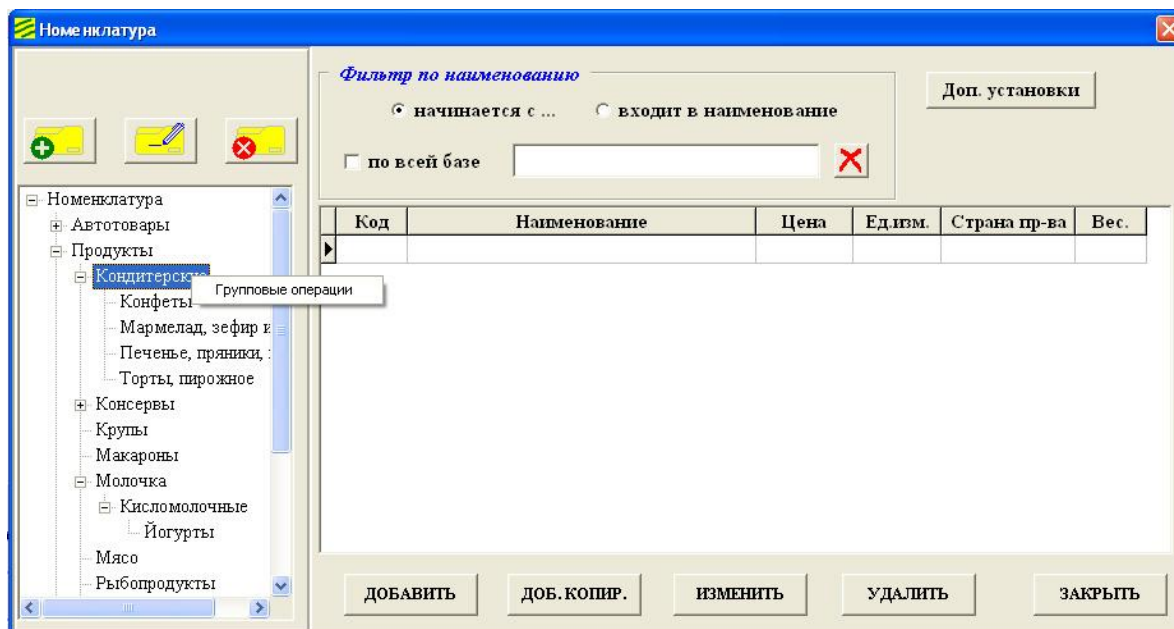 Номенклатура
Фильтр по наименованию
начинается с ... входит в наименование
Доп. установки
по всей базе
Номенклатура
Автотовары
Продукты
Кондитерские
Групповые операции
Конфеты
Мармелад, зефир и
Печенье, пряники,
Торты, пирожное
Консервы
Крупы
Макароны
Молочка
Кисломолочные
Йогурты
Мясо
Рыбопродукты
Код Наименование Цена Ед.изм. Страна пр-ва Вес.
ДОБАВИТЬ ДОБ. КОПИР. ИЗМЕНИТЬ УДАЛИТЬ ЗАКРЫТЬ